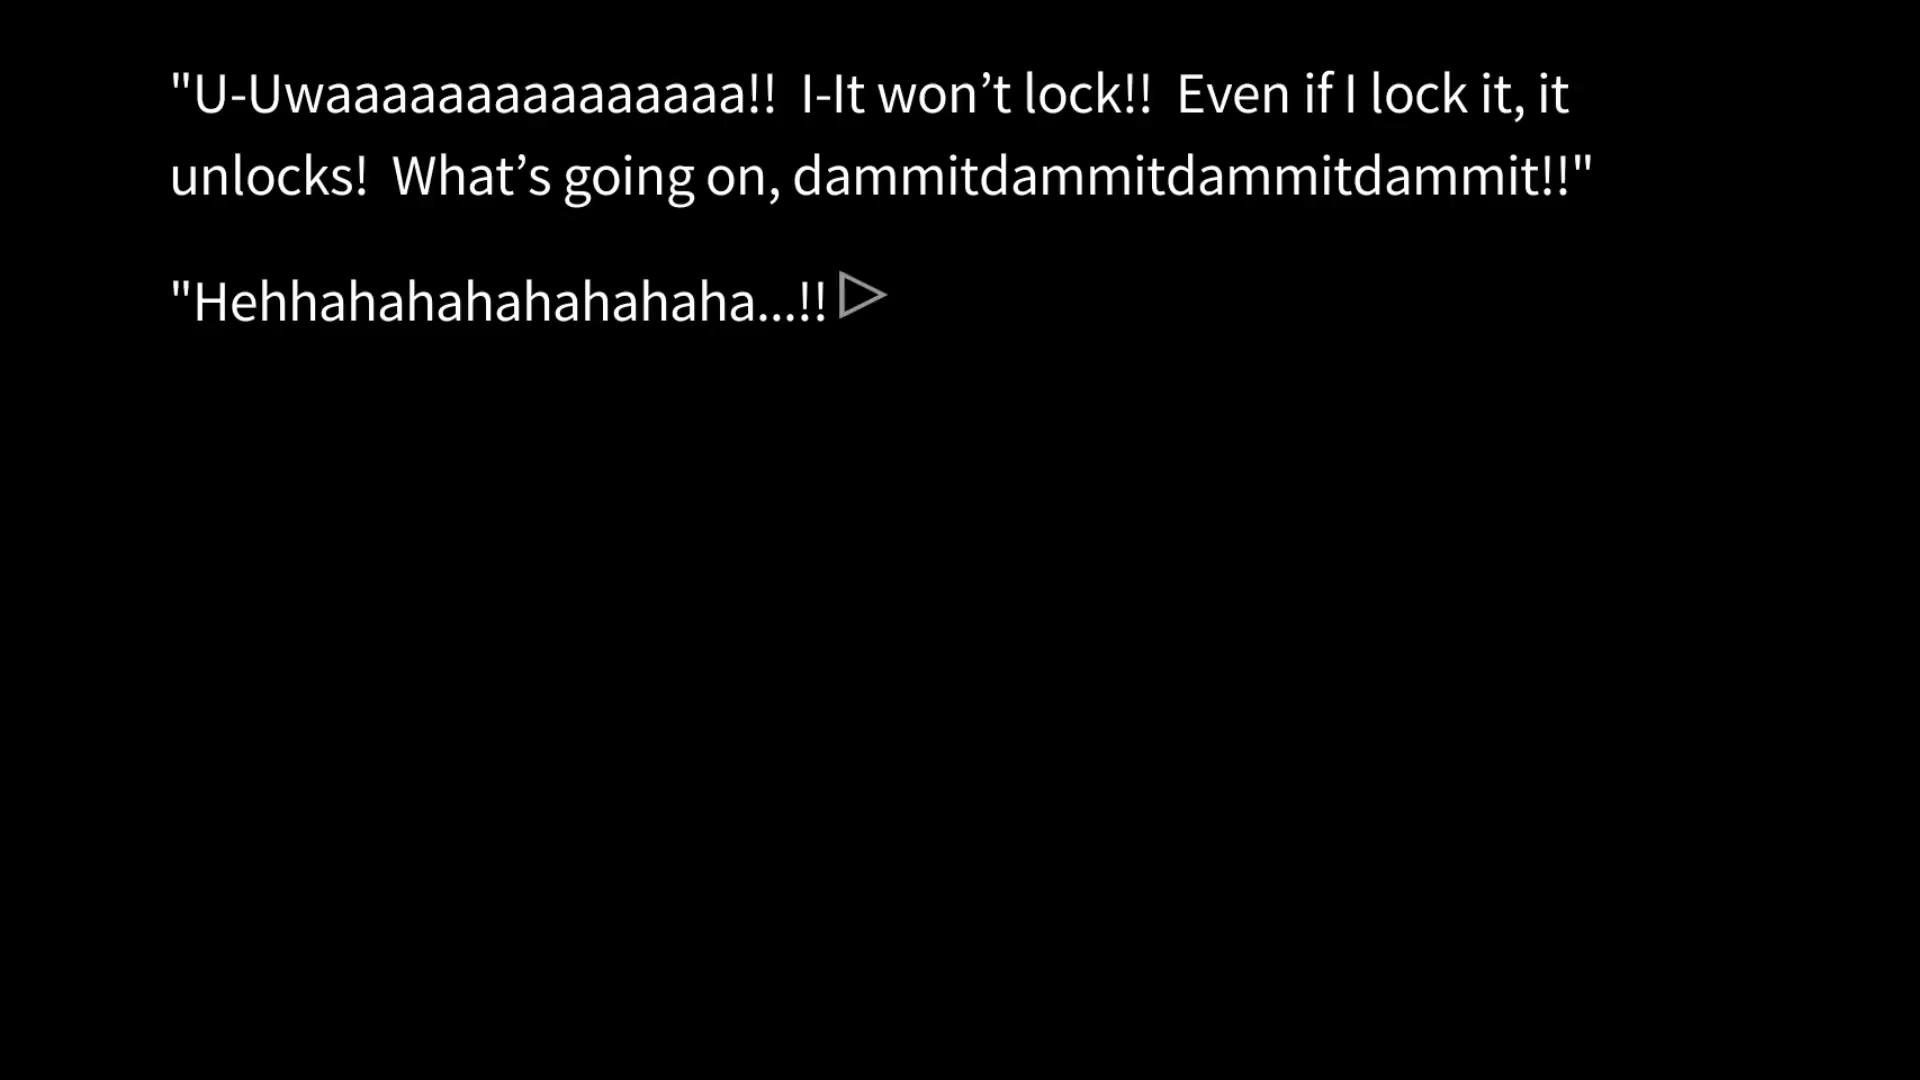 "U-Uwaaaaaaaaaaaaaaa!!  I-It won’t lock!!  Even if I lock it, it
unlocks!  What’s going on, dammitdammitdammitdammit!!"
"Hehhahahahahahahaha...!!